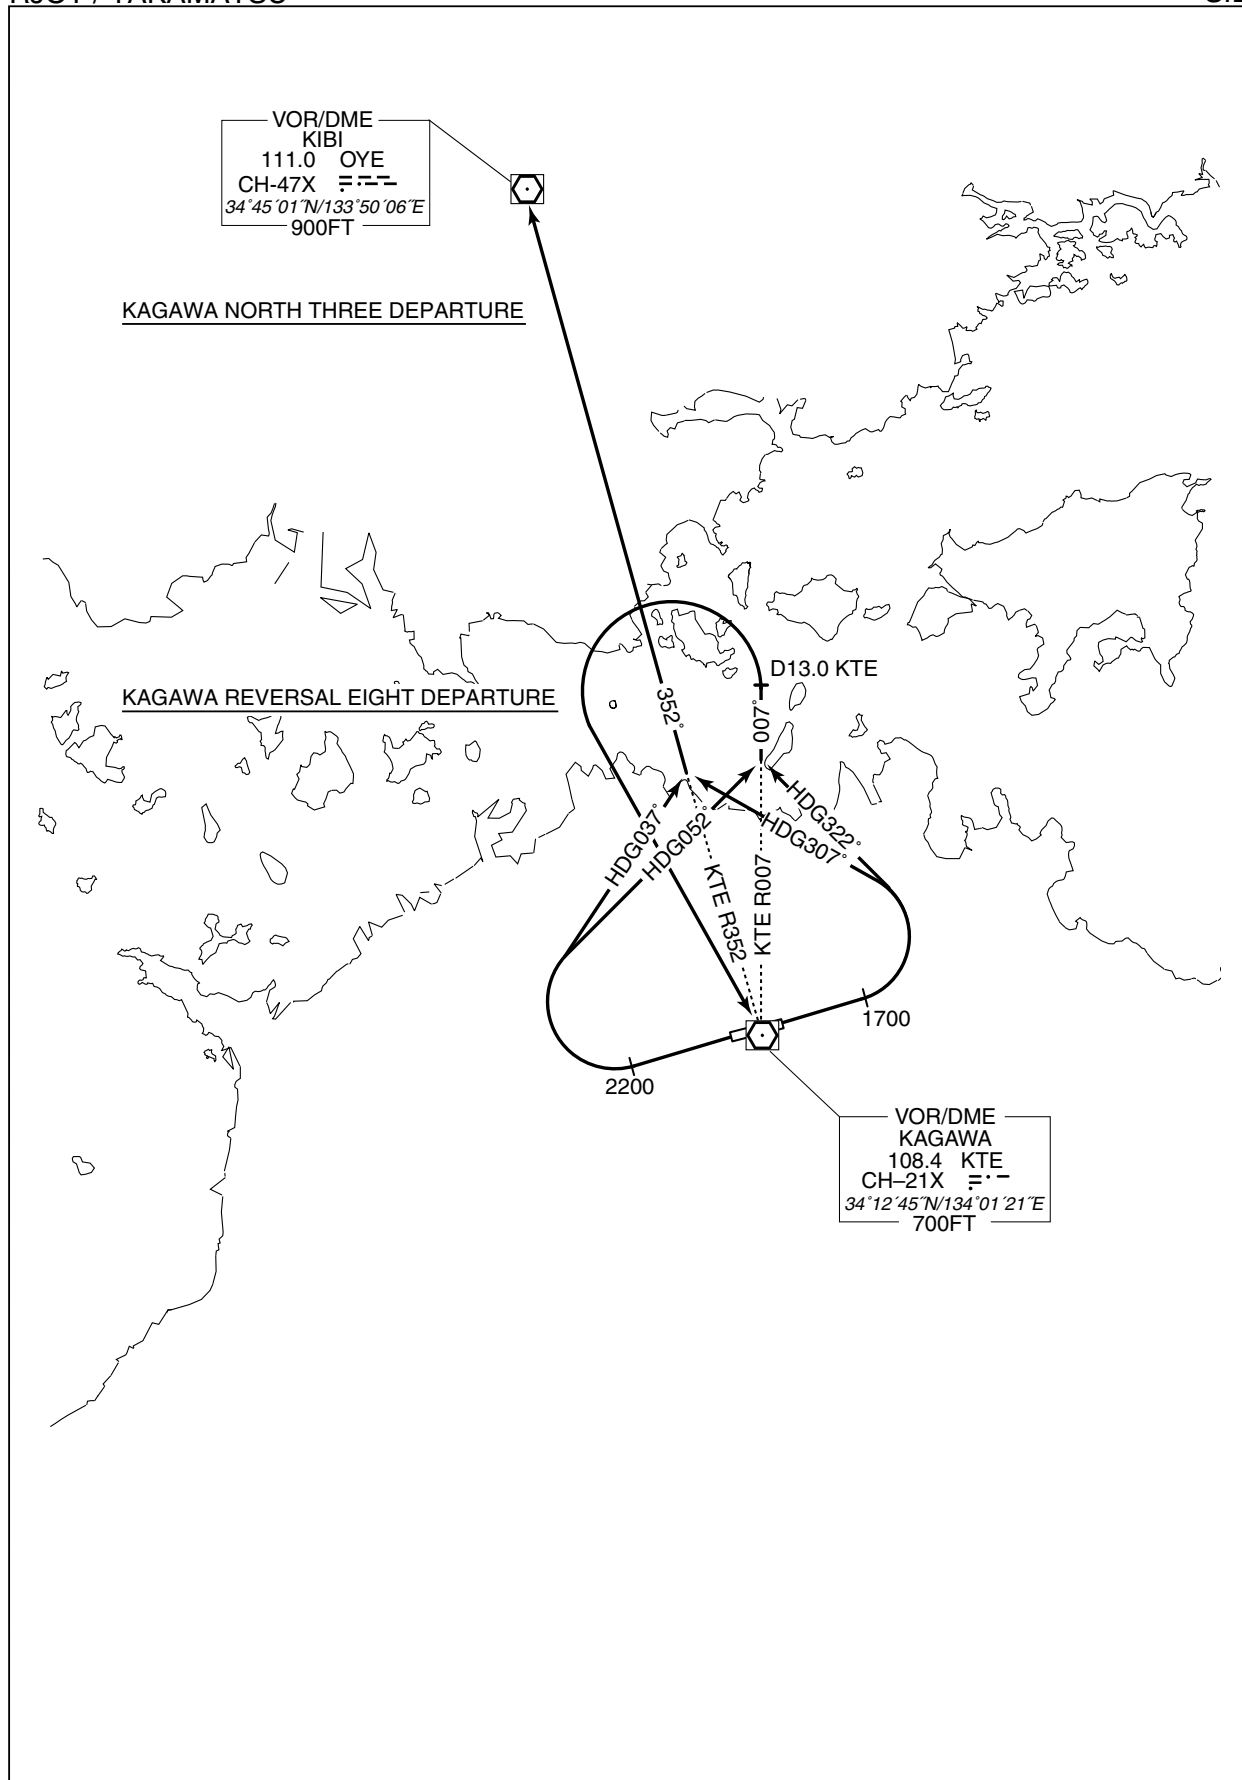 VOR/DME
KIBI
111.0 OYE
CH-47X
34°45´01˝N/133°50´06˝E
900FT
KAGAWA NORTH THREE DEPARTURE
D13.0 KTE
KAGAWA REVERSAL EIGHT DEPARTURE
352°
007°
HDG037°
HDG052°
HDG322°
HDG307°
KTE R352
KTE R007
1700
2200
VOR/DME
KAGAWA
108.4 KTE
CH–21X
34°12´45˝N/134°01´21˝E
700FT